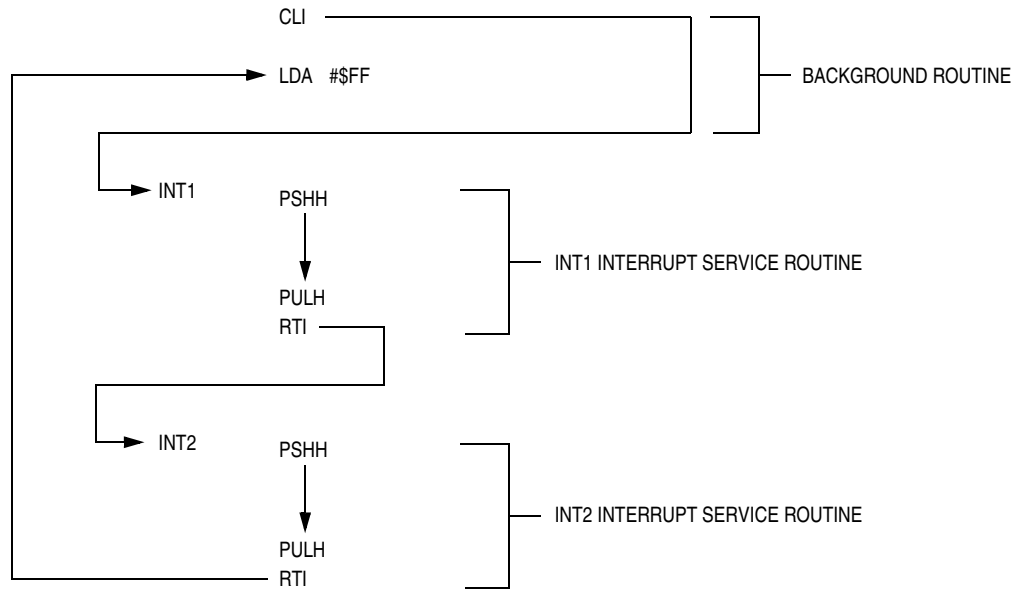 CLI
LDA #$FF
BACKGROUND ROUTINE
INT1
PSHH
INT1 INTERRUPT SERVICE ROUTINE
PULH
RTI
INT2
PSHH
INT2 INTERRUPT SERVICE ROUTINE
PULH
RTI